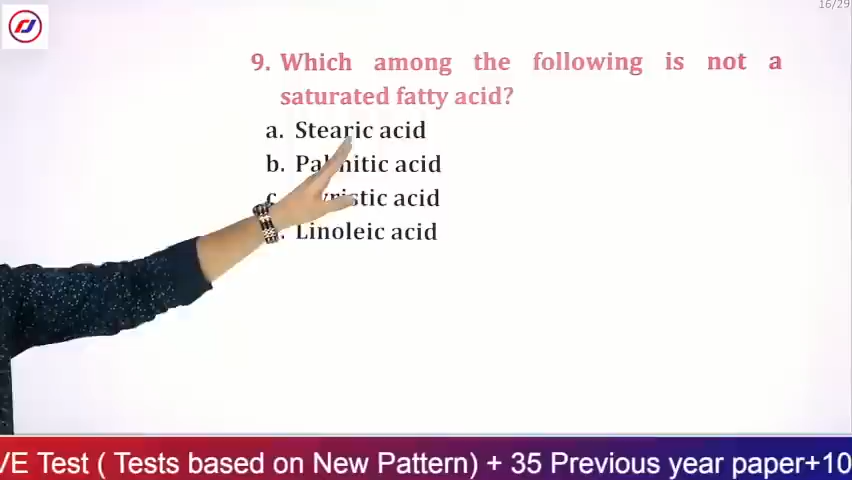 16/29
9. Which among the following is not a
saturated fatty acid?
a. Stearic acid
b. Palmitic acid
acid
Linoleic acid
VE Test ( Tests based on New Pattern) + 35 Previous year paper+10